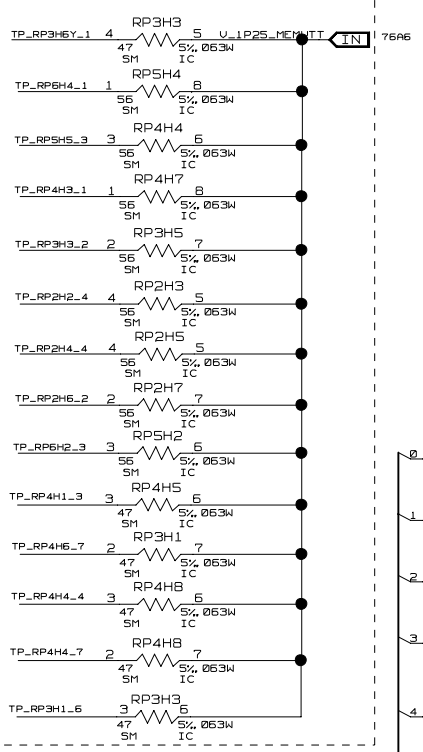 RP3H3
TP_RP3H6Y_1 4 5 V_1P25_MEMVTT IN 76A6
47 5%,.063W
SM IC
RP5H4
TP_RP6H4_1 1 8
56 5%,.063W
SM IC
RP4H4
TP_RP5H5_3 3 6
56 5%,.063W
SM IC
RP4H7
TP_RP4H3_1 1 8
56 5%,.063W
SM IC
RP3H5
TP_RP3H3_2 2 7
56 5%,.063W
SM IC
RP2H3
TP_RP2H2_4 4 5
56 5%,.063W
SM IC
RP2H5
TP_RP2H4_4 4 5
56 5%,.063W
SM IC
RP2H7
TP_RP2H6_2 2 7
56 5%,.063W
SM IC
RP5H2
TP_RP6H2_3 3 6
56 5%,.063W
SM IC
0
RP4H5
TP_RP4H1_3 3 6
47 5%,.063W
SM IC
1
RP3H1
TP_RP4H6_7 2 7
47 5%,.063W
SM IC
2
RP4H8
TP_RP4H4_4 3 6
47 5%,.063W
SM IC
3
RP4H8
TP_RP4H4_7 2 7
47 5%,.063W
SM IC
RP3H3
TP_RP3H1_6 3 6
4
47 5%,.063W
SM IC